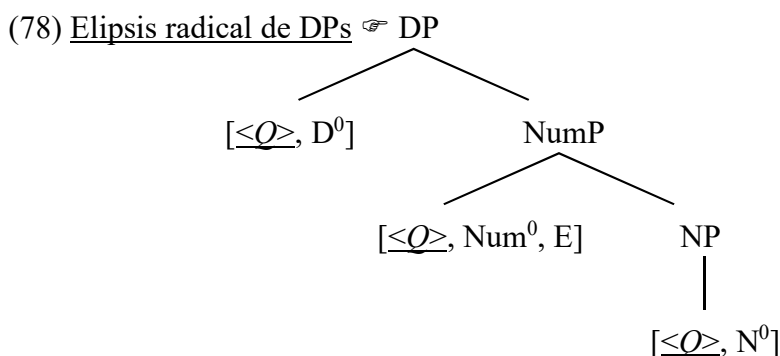 (78) Elipsis radical de DPs ☞ DP
[<Q>, D⁰] NumP
[<Q>, Num⁰, E] NP
[<Q>, N⁰]